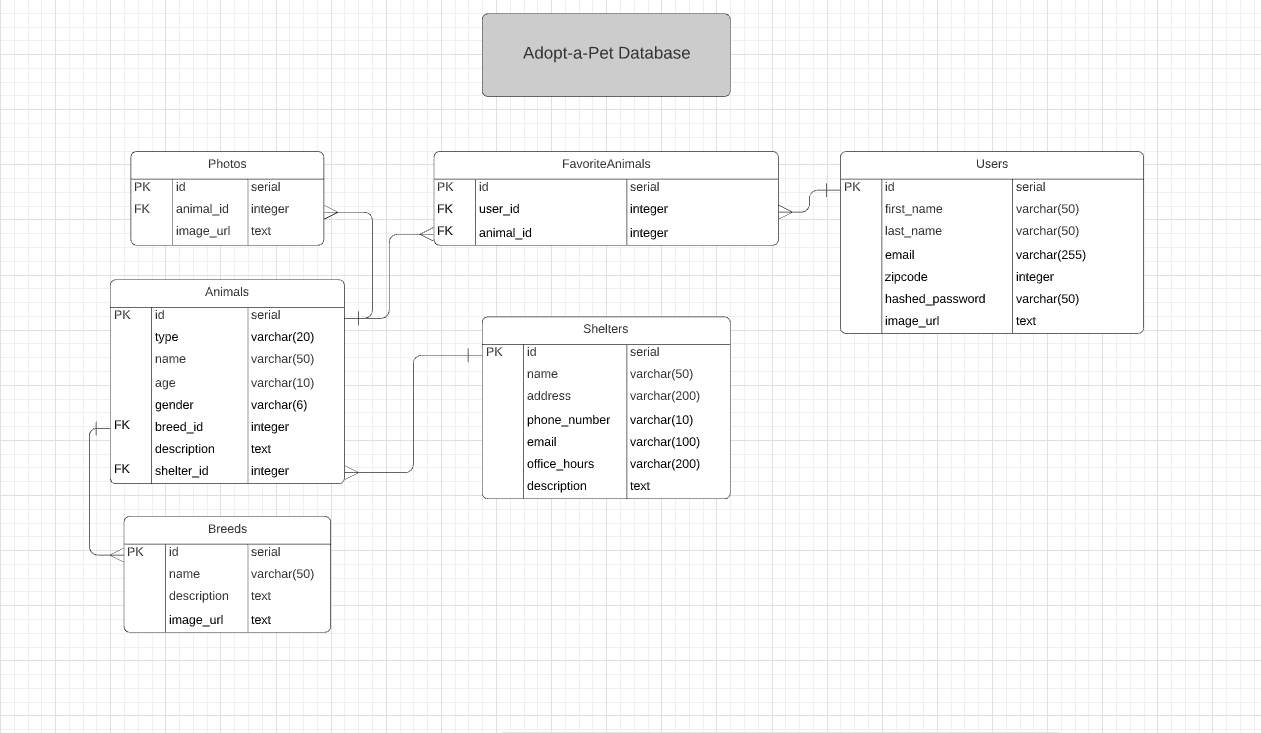 Adopt-a-Pet Database
Photos
PK id serial
FK animal_id integer
image_url text
FavoriteAnimals
PK id serial
FK user_id integer
FK animal_id integer
Users
PK id serial
first_name varchar(50)
last_name varchar(50)
email varchar(255)
zipcode integer
hashed_password varchar(50)
image_url text
Animals
PK id serial
type varchar(20)
name varchar(50)
age varchar(10)
gender varchar(6)
FK breed_id integer
description text
FK shelter_id integer
Shelters
PK id serial
name varchar(50)
address varchar(200)
phone_number varchar(10)
email varchar(100)
office_hours varchar(200)
description text
Breeds
PK id serial
name varchar(50)
description text
image_url text